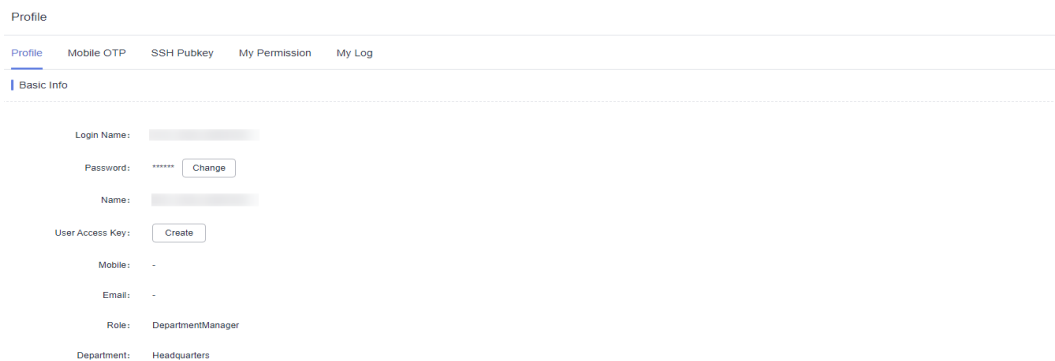 Profile
Profile Mobile OTP SSH Pubkey My Permission My Log
Basic Info
Login Name:
Password: ****** Change
Name:
User Access Key: Create
Mobile: -
Email: -
Role: DepartmentManager
Department: Headquarters